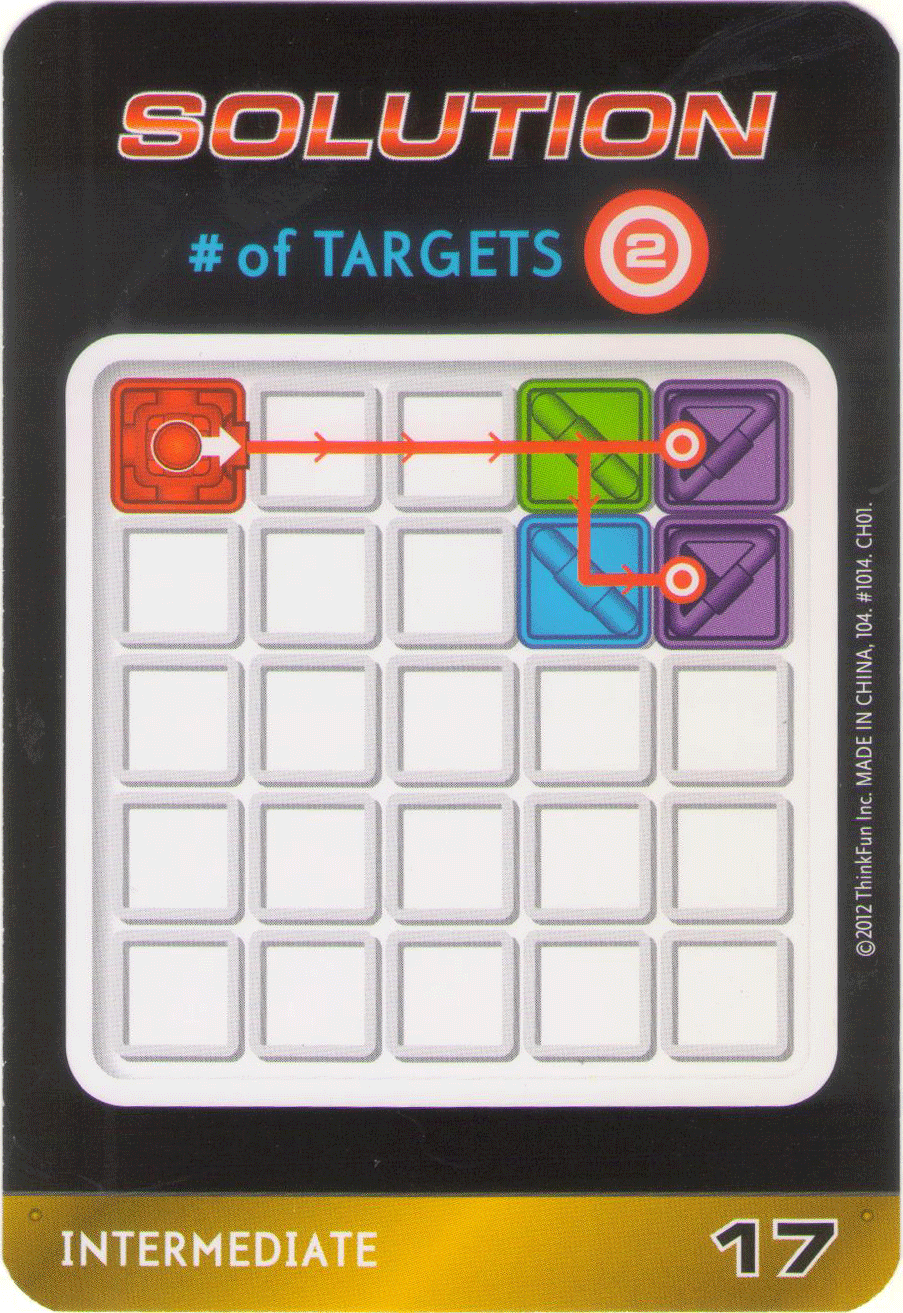 SOLUTION
# of TARGETS 2
©2012 ThinkFun Inc. MADE IN CHINA, 104. #1014. CH01.
INTERMEDIATE 17